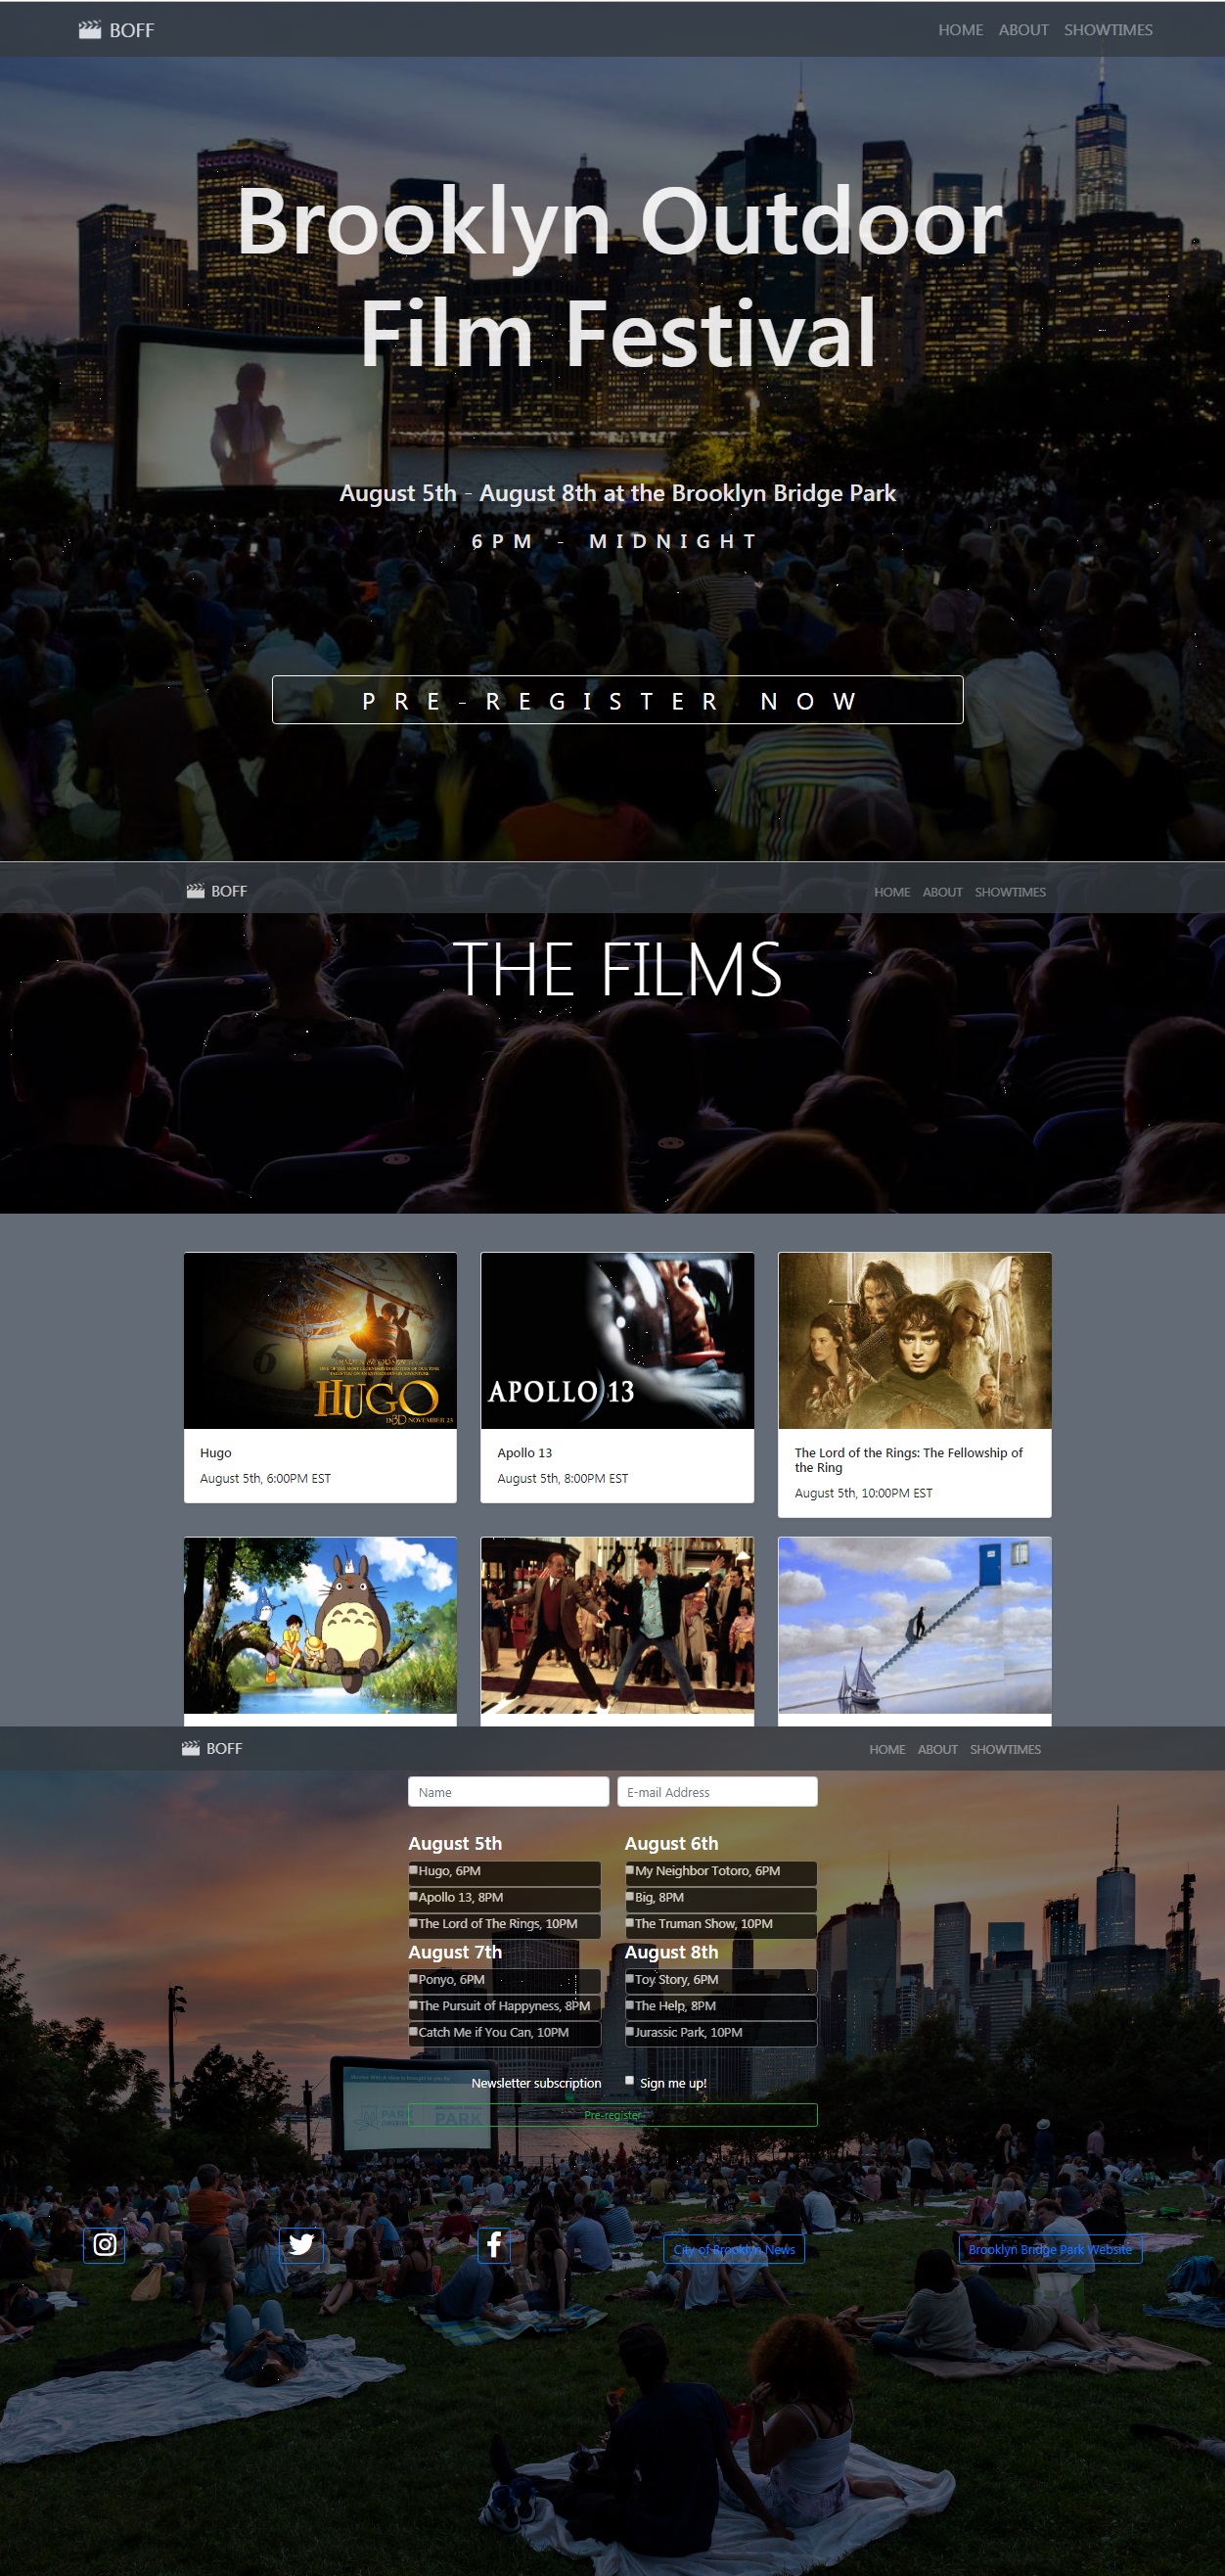 BOFF
HOME ABOUT SHOWTIMES
Brooklyn Outdoor
Film Festival
August 5th - August 8th at the Brooklyn Bridge Park
6PM - MIDNIGHT
PRE-REGISTER NOW
BOFF
HOME ABOUT SHOWTIMES
THE FILMS
HUGO
IN 3D NOVEMBER 23
APOLLO 13
Hugo
August 5th, 6:00PM EST
Apollo 13
August 5th, 8:00PM EST
The Lord of the Rings: The Fellowship of
the Ring
August 5th, 10:00PM EST
BOFF
HOME ABOUT SHOWTIMES
Name
E-mail Address
August 5th
Hugo, 6PM
Apollo 13, 8PM
The Lord of The Rings, 10PM
August 6th
My Neighbor Totoro, 6PM
Big, 8PM
The Truman Show, 10PM
August 7th
Ponyo, 6PM
The Pursuit of Happyness, 8PM
Catch Me if You Can, 10PM
August 8th
Toy Story, 6PM
The Help, 8PM
Jurassic Park, 10PM
Newsletter subscription
Sign me up!
PARK
PARK
Pre-register
City of Brooklyn News
Brooklyn Bridge Park Website